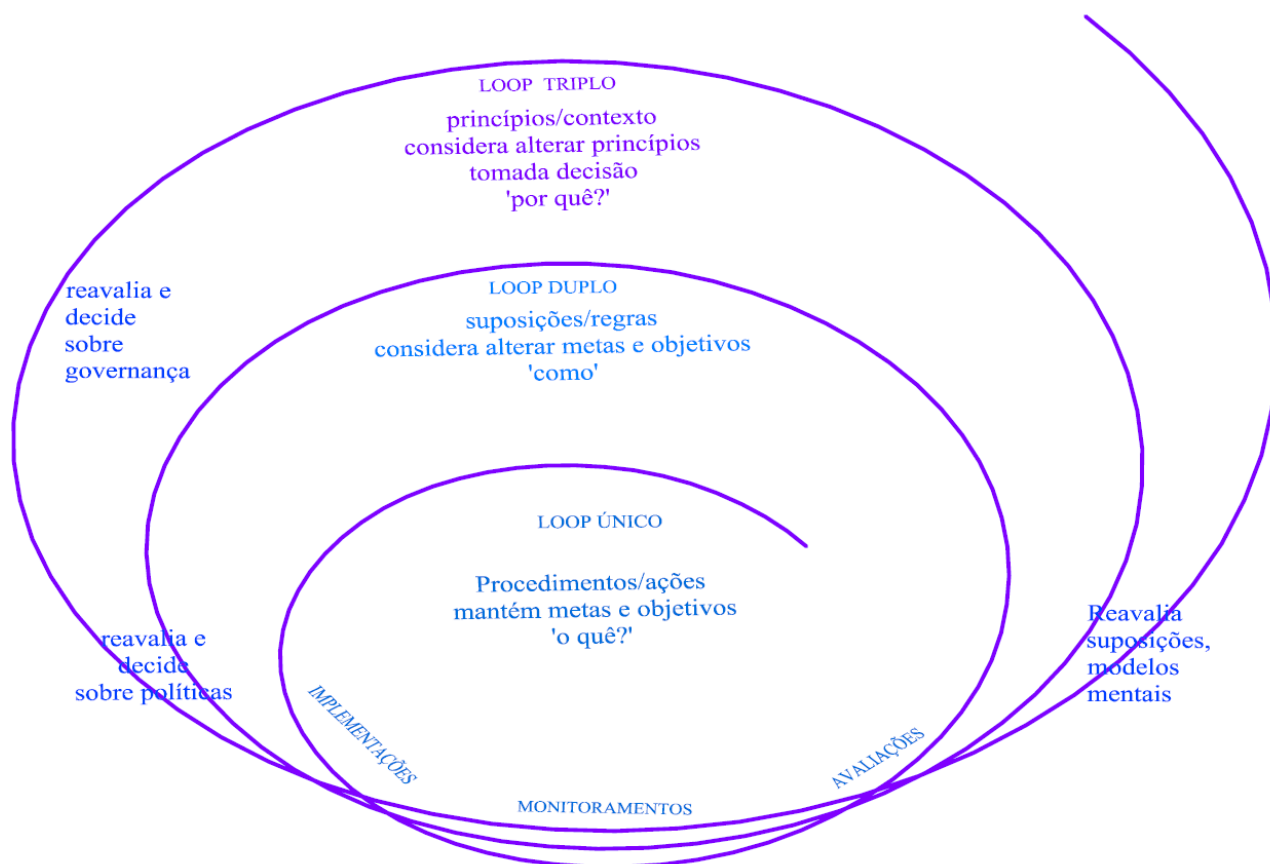 LOOP TRIPLO
princípios/contexto
considera alterar princípios
tomada decisão
'por quê?'
reavalia e
decide
sobre
governança
LOOP DUPLO
suposições/regras
considera alterar metas e objetivos
'como'
LOOP ÚNICO
Procedimentos/ações
mantém metas e objetivos
'o quê?'
reavalia e
decide
sobre políticas
Reavalia
suposições,
modelos
mentais
IMPLEMENTAÇÕES
MONITORAMENTOS
AVALIAÇÕES